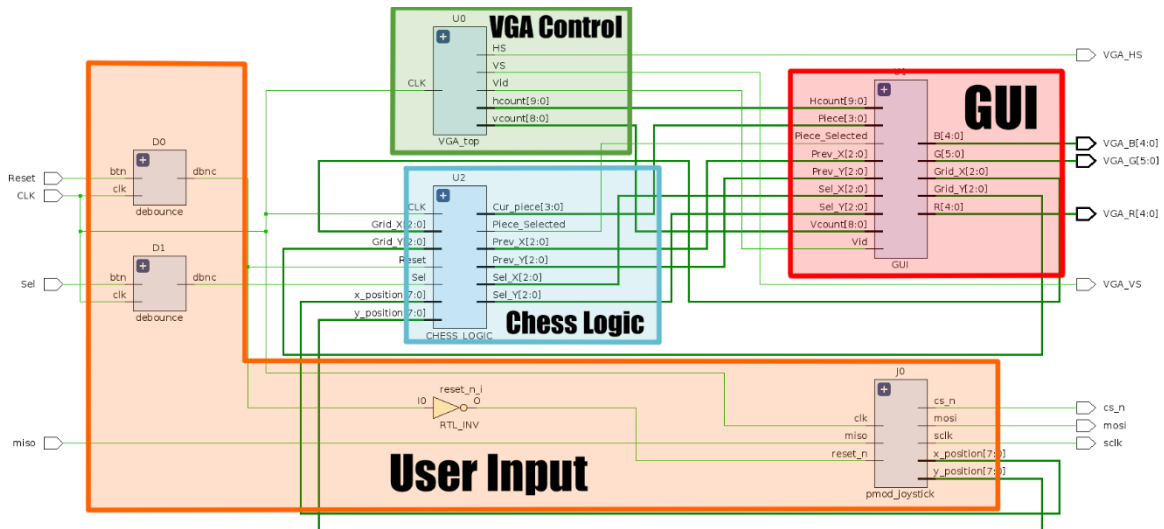 U0
VGA Control
HS
VS
CLK
Vid
hcount[9:0]
vcount[8:0]
VGA_top
VGA_HS
GUI
Hcount[9:0]
Piece[3:0]
Piece_Selected
Prev_X[2:0]
Prev_Y[2:0]
Sel_X[2:0]
Sel_Y[2:0]
Vcount[8:0]
Vid
B[4:0]
G[5:0]
Grid_X[2:0]
Grid_Y[2:0]
R[4:0]
GUI
VGA_B[4:0]
VGA_G[5:0]
VGA_R[4:0]
VGA_VS
D0
Reset
CLK
btn
clk
dbnc
debounce
D1
Sel
btn
clk
dbnc
debounce
U2
CLK
Grid_X[2:0]
Grid_Y[2:0]
Reset
Sel
x_position[7:0]
y_position[7:0]
Cur_piece[3:0]
Piece_Selected
Prev_X[2:0]
Prev_Y[2:0]
Sel_X[2:0]
Sel_Y[2:0]
CHESS_LOGIC
Chess Logic
reset_n_i
I0
O
RTL_INV
miso
User Input
J0
clk
miso
reset_n
cs_n
mosi
sclk
x_position[7:0]
y_position[7:0]
pmod_joystick
cs_n
mosi
sclk